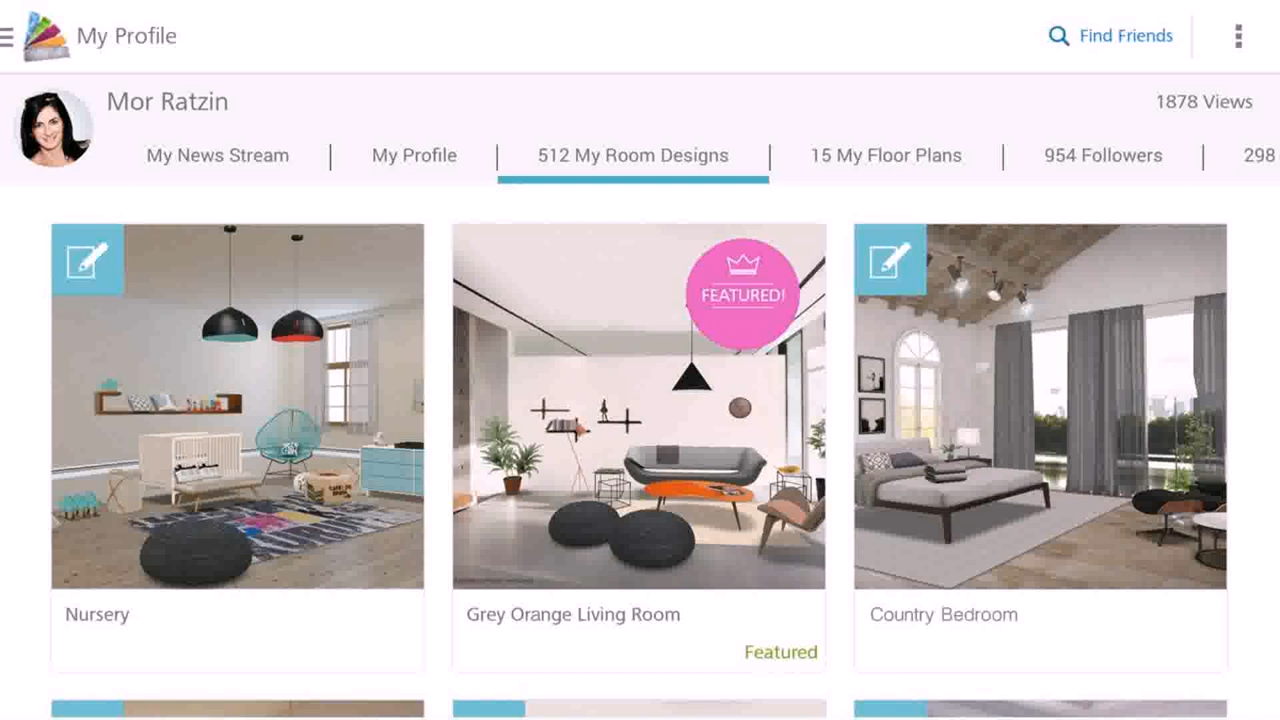 My Profile
Find Friends
Mor Ratzin
1878 Views
My News Stream
My Profile
512 My Room Designs
15 My Floor Plans
954 Followers
298
FEATURED!
Nursery
Grey Orange Living Room
Country Bedroom
Featured